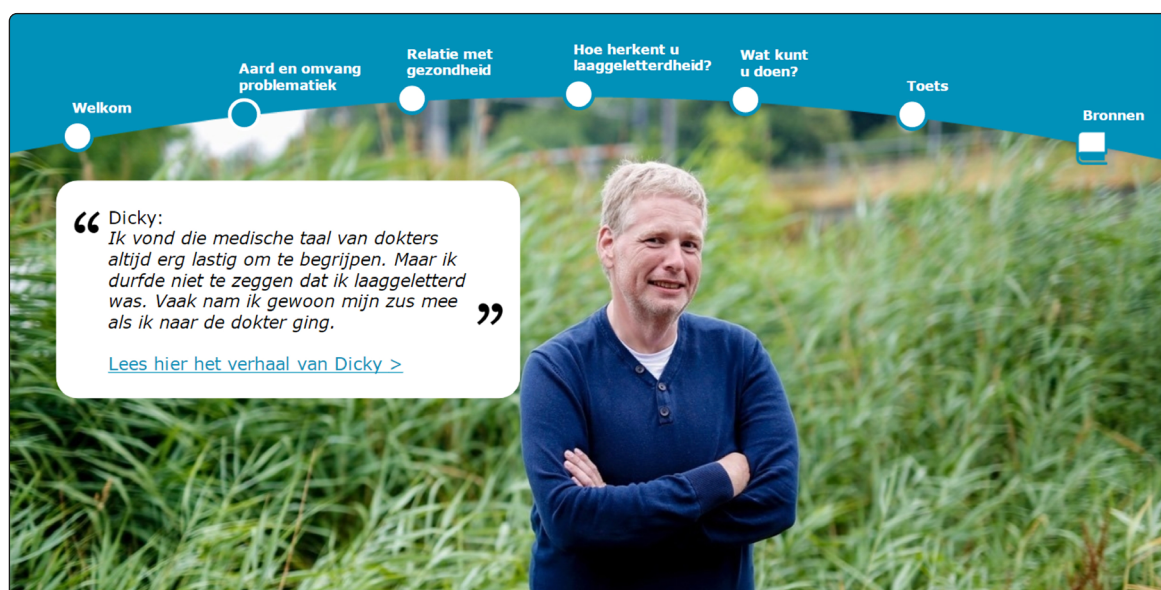 Welkom
Aard en omvang
problematiek
Relatie met
gezondheid
Hoe herkent u
laaggeletterdheid?
Wat kunt
u doen?
Toets
Bronnen
“ Dicky:
Ik vond die medische taal van dokters
altijd erg lastig om te begrijpen. Maar ik
durfde niet te zeggen dat ik laaggeletterd
was. Vaak nam ik gewoon mijn zus mee
als ik naar de dokter ging. ”
Lees hier het verhaal van Dicky >